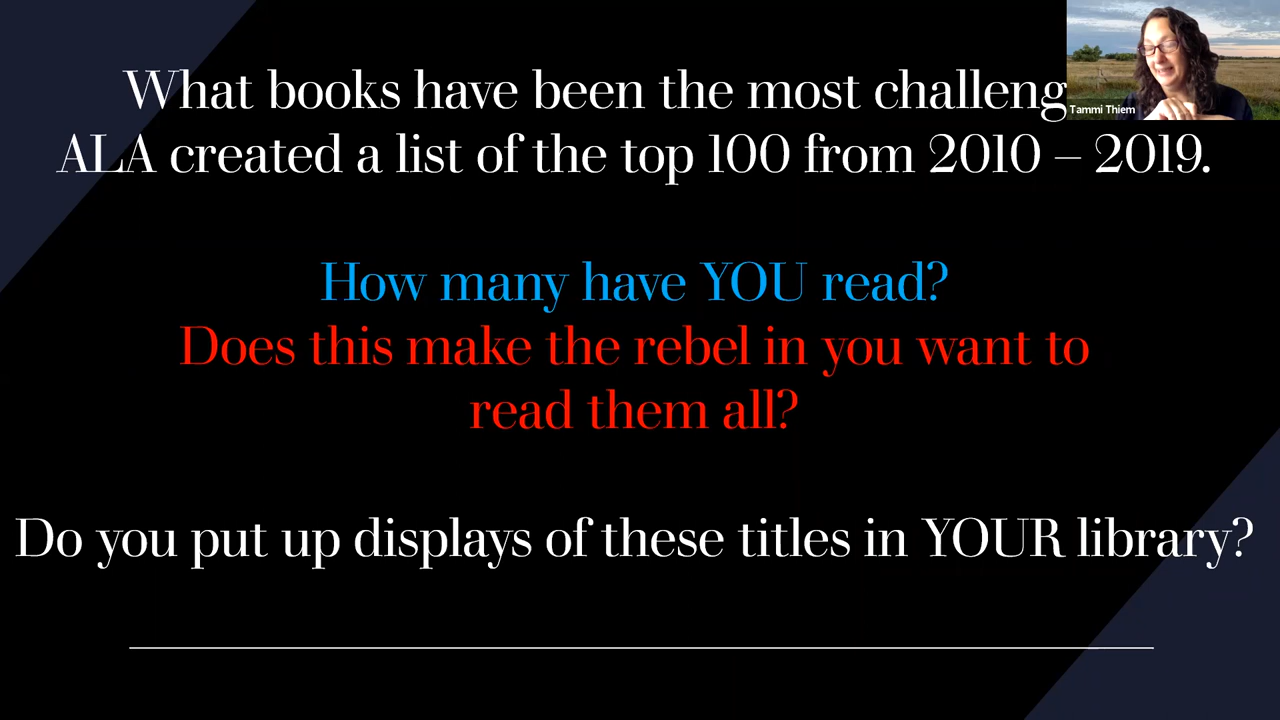 What books have been the most challeng
ALA created a list of the top 100 from 2010 – 2019.
How many have YOU read?
Does this make the rebel in you want to
read them all?
Do you put up displays of these titles in YOUR library?
Tammi Thiem